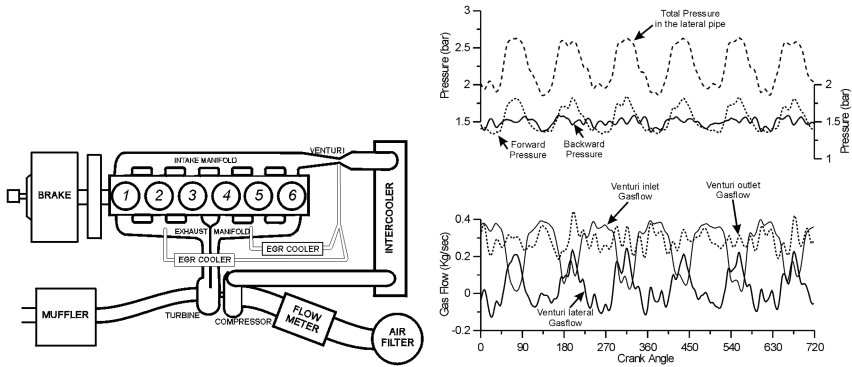 VENTURI
INTAKE MANIFOLD
BRAKE
1 2 3 4 5 6
EXHAUST MANIFOLD
EGR COOLER
EGR COOLER
INTERCOOLER
MUFFLER
TURBINE
COMPRESSOR
FLOW
METER
AIR
FILTER
3
2.5
2
1.5
Pressure (bar)
Total Pressure
in the lateral pipe
2
1.5
1
Pressure (bar)
Forward
Pressure
Backward
Pressure
Venturi inlet
Gasflow
Venturi outlet
Gasflow
0.4
0.2
0
-0.2
Gas Flow (Kg/sec)
Venturi lateral
Gasflow
0 90 180 270 360 450 540 630 720
Crank Angle